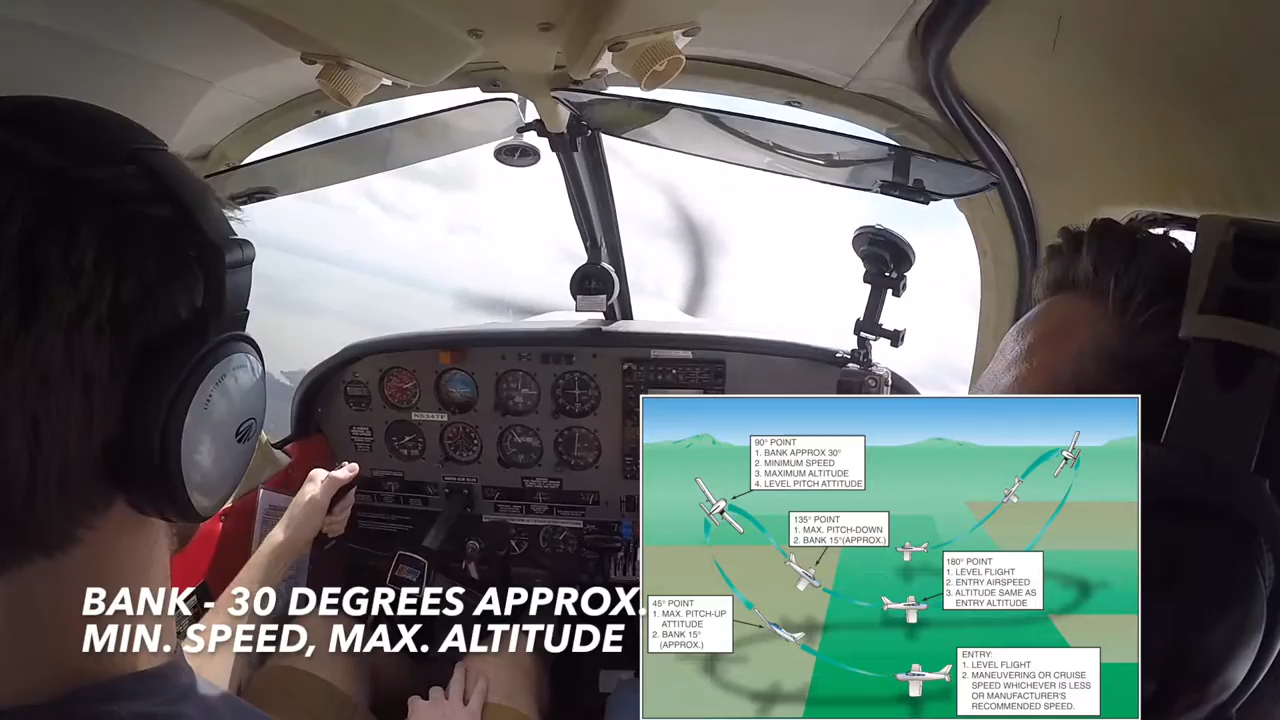 LIGHTSPEED
N5347F
BANK - 30 DEGREES APPROX.
MIN. SPEED, MAX. ALTITUDE
90° POINT
1. BANK APPROX 30°
2. MINIMUM SPEED
3. MAXIMUM ALTITUDE
4. LEVEL PITCH ATTITUDE
135° POINT
1. MAX. PITCH-DOWN
2. BANK 15°(APPROX.)
180° POINT
1. LEVEL FLIGHT
2. ENTRY AIRSPEED
3. ALTITUDE SAME AS
ENTRY ALTITUDE
45° POINT
1. MAX. PITCH-UP
ATTITUDE
2. BANK 15°
(APPROX.)
ENTRY:
1. LEVEL FLIGHT
2. MANEUVERING OR CRUISE
SPEED WHICHEVER IS LESS
OR MANUFACTURER'S
RECOMMENDED SPEED.